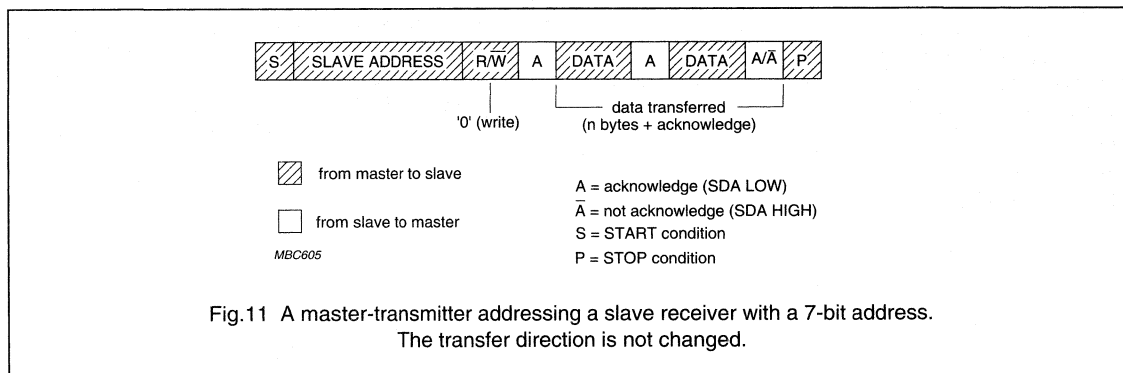 S SLAVE ADDRESS R/W̅ A DATA A DATA A/A̅ P
data transferred
'0' (write) (n bytes + acknowledge)
from master to slave
from slave to master
MBC605
A = acknowledge (SDA LOW)
A̅ = not acknowledge (SDA HIGH)
S = START condition
P = STOP condition
Fig.11 A master-transmitter addressing a slave receiver with a 7-bit address.
The transfer direction is not changed.